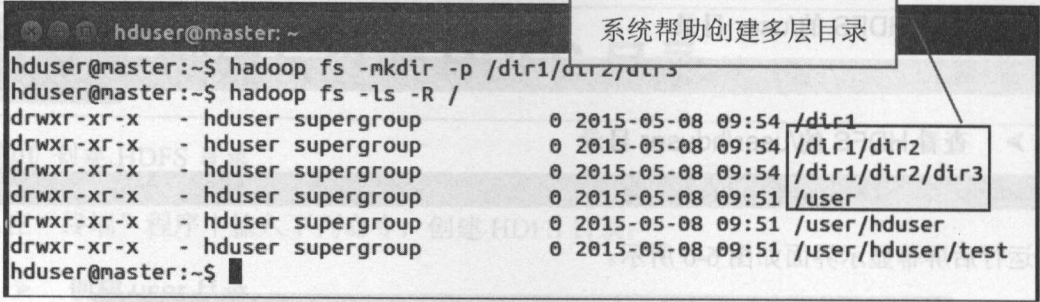 系统帮助创建多层目录
hduser@master: ~
hduser@master:~$ hadoop fs -mkdir -p /dir1/dir2/dir3
hduser@master:~$ hadoop fs -ls -R /
drwxr-xr-x - hduser supergroup 0 2015-05-08 09:54 /dir1
drwxr-xr-x - hduser supergroup 0 2015-05-08 09:54 /dir1/dir2
drwxr-xr-x - hduser supergroup 0 2015-05-08 09:54 /dir1/dir2/dir3
drwxr-xr-x - hduser supergroup 0 2015-05-08 09:51 /user
drwxr-xr-x - hduser supergroup 0 2015-05-08 09:51 /user/hduser
drwxr-xr-x - hduser supergroup 0 2015-05-08 09:51 /user/hduser/test
hduser@master:~$